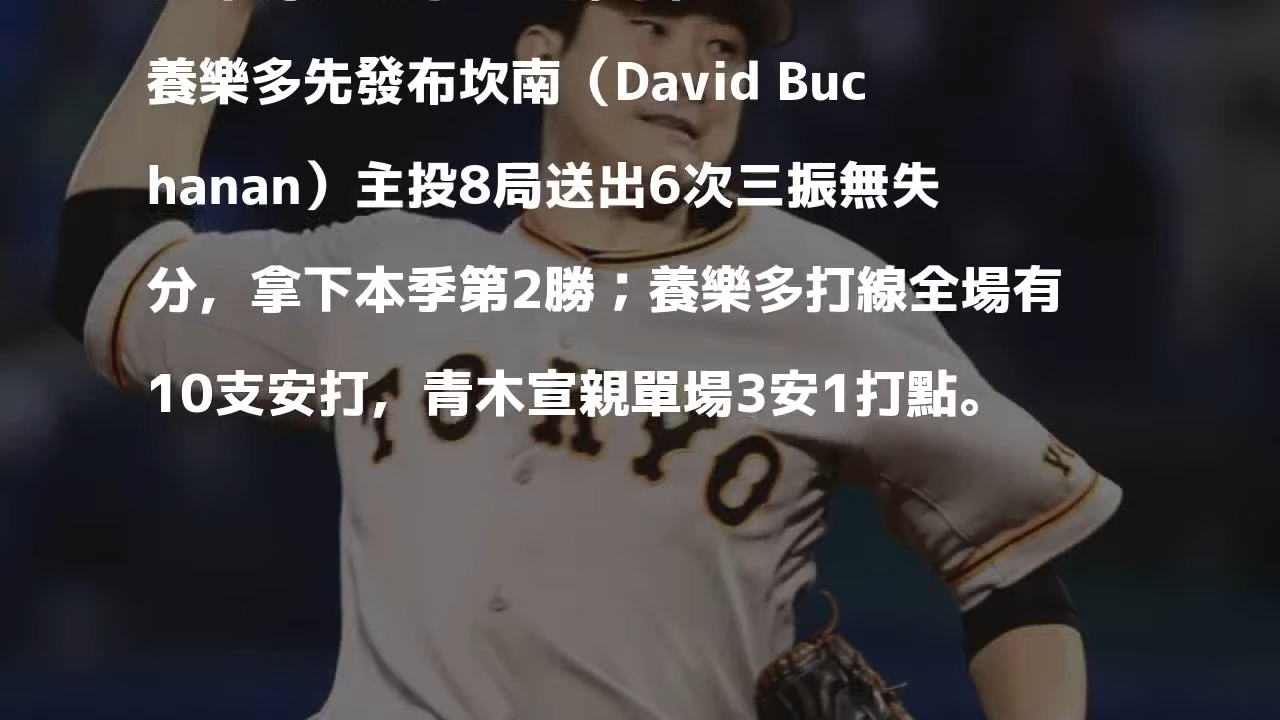 養樂多先發布坎南（David Buc
hanan）主投8局送出6次三振無失
分，拿下本季第2勝；養樂多打線全場有
10支安打，青木宣親單場3安1打點。
TOKYO